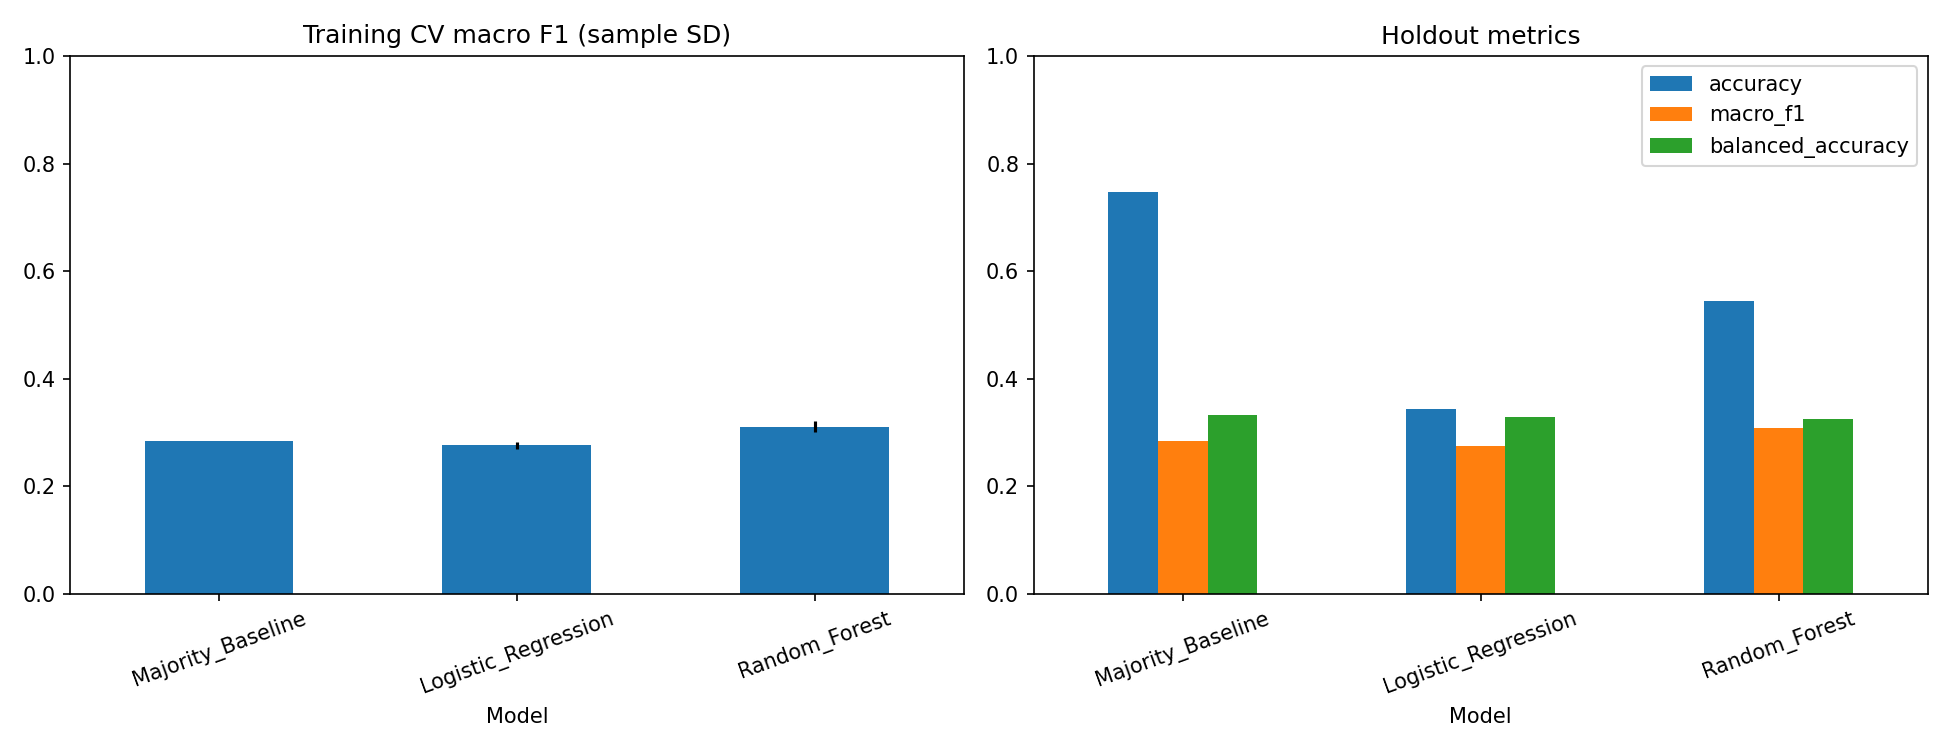 Training CV macro F1 (sample SD)
1.0
0.8
0.6
0.4
0.2
0.0
Majority_Baseline
Logistic_Regression
Random_Forest
Model
Holdout metrics
1.0
0.8
0.6
0.4
0.2
0.0
accuracy
macro_f1
balanced_accuracy
Majority_Baseline
Logistic_Regression
Random_Forest
Model